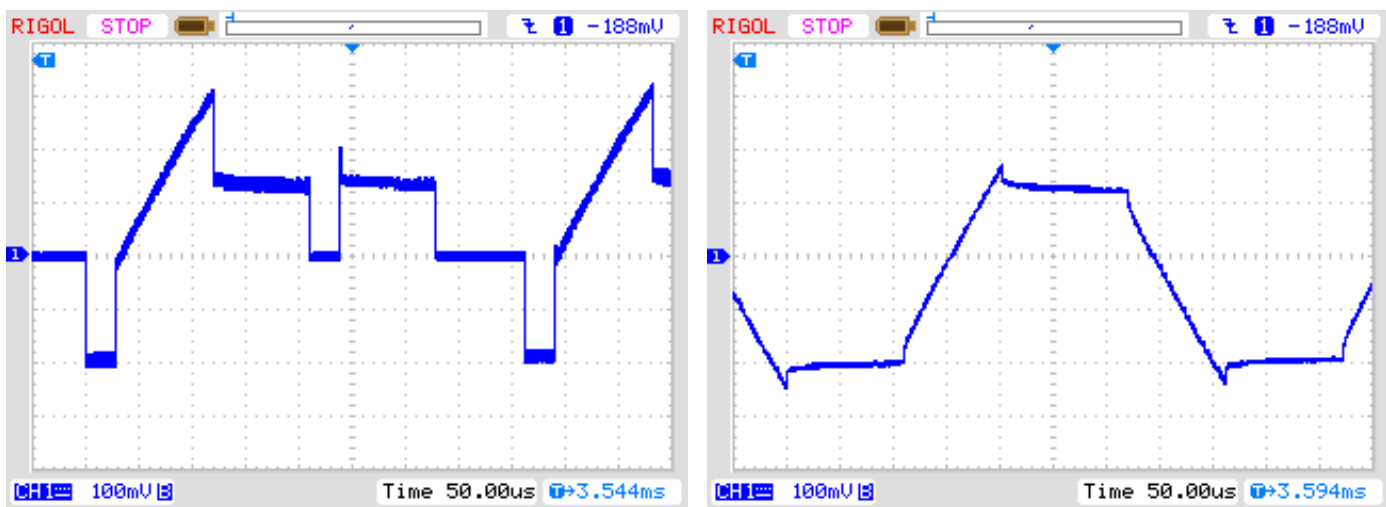 RIGOL STOP 1 -188mV
T
1
CH1 100mV B Time 50.00us T→3.544ms
RIGOL STOP 1 -188mV
T
1
CH1 100mV B Time 50.00us T→3.594ms